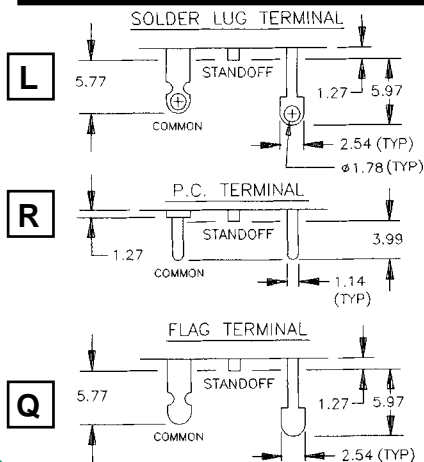 SOLDER LUG TERMINAL
L
5.77
STANDOFF
1.27
5.97
COMMON
2.54 (TYP)
ø1.78 (TYP)
P.C. TERMINAL
R
STANDOFF
1.27
3.99
COMMON
1.14
(TYP)
FLAG TERMINAL
Q
5.77
STANDOFF
1.27
5.97
COMMON
2.54 (TYP)